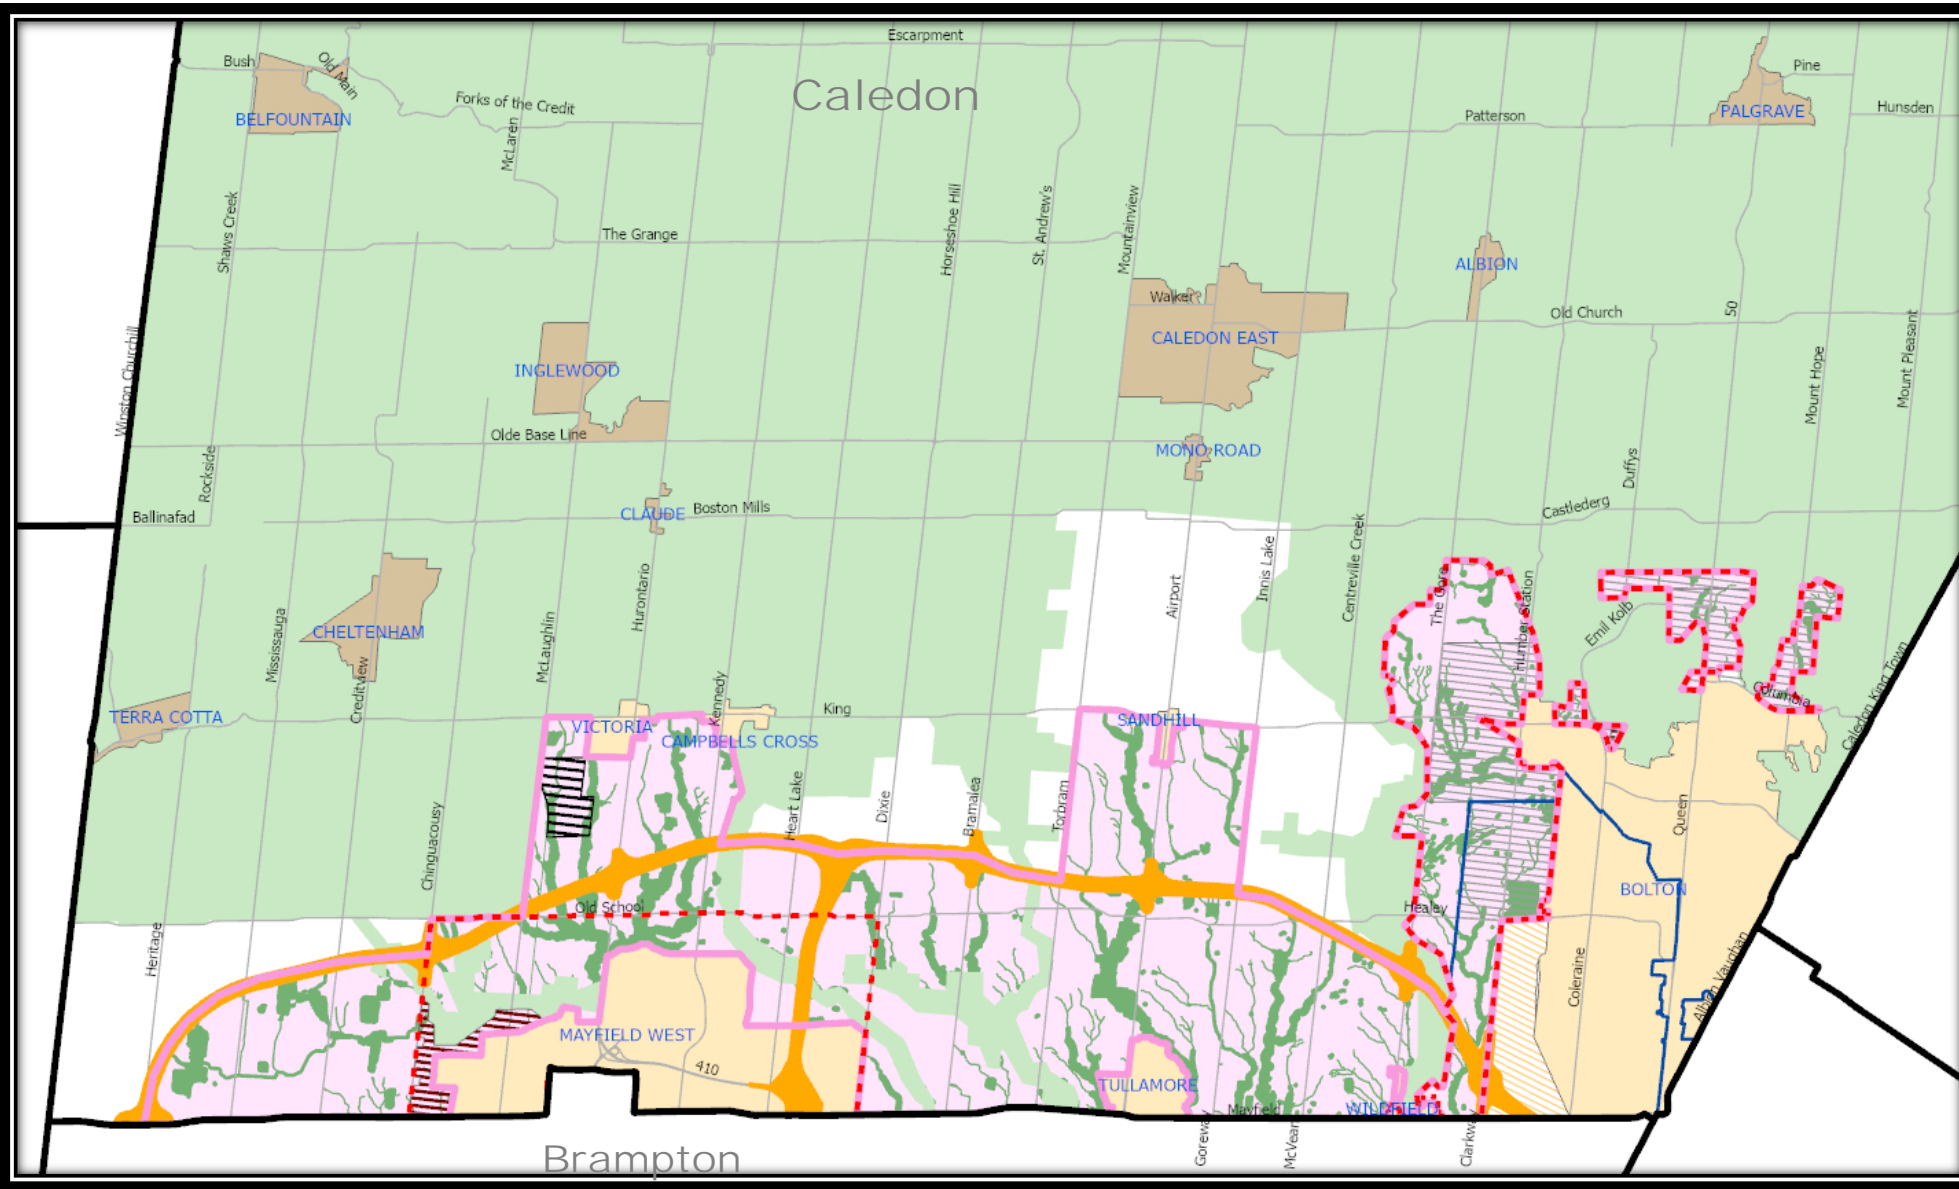 Escarpment
Caledon
Bush
Old Main
BELFOUNTAIN
Forks of the Credit
McLaren
Pine
PALGRAVE
Hunsden
Patterson
Shaws Creek
The Grange
Horseshoe Hill
St. Andrew's
Mountainview
ALBION
Walker
CALEDON EAST
Old Church
50
Winston Churchill
INGLEWOOD
Mount Hope
Mount Pleasant
Olde Base Line
MONO ROAD
Rockside
Duffys
Ballinafad
CLAUDE
Boston Mills
Castlederg
Innis Lake
Centreville Creek
Airport
Hurontario
The Gore
Humber Station
Emil Kolb
CHELTENHAM
Mississauga
McLaughlin
Creditview
Kennedy
Columbia
Caledon King Town
TERRA COTTA
VICTORIA
CAMPBELLS CROSS
King
SANDHILL
Heart Lake
Dixie
Bramalea
Torbram
Queen
Chinguacousy
BOLTON
Old School
Healey
Heritage
Coleraine
Albion Vaughan
MAYFIELD WEST
410
TULLAMORE
Mayfield
WILDFIELD
McVean
Brampton